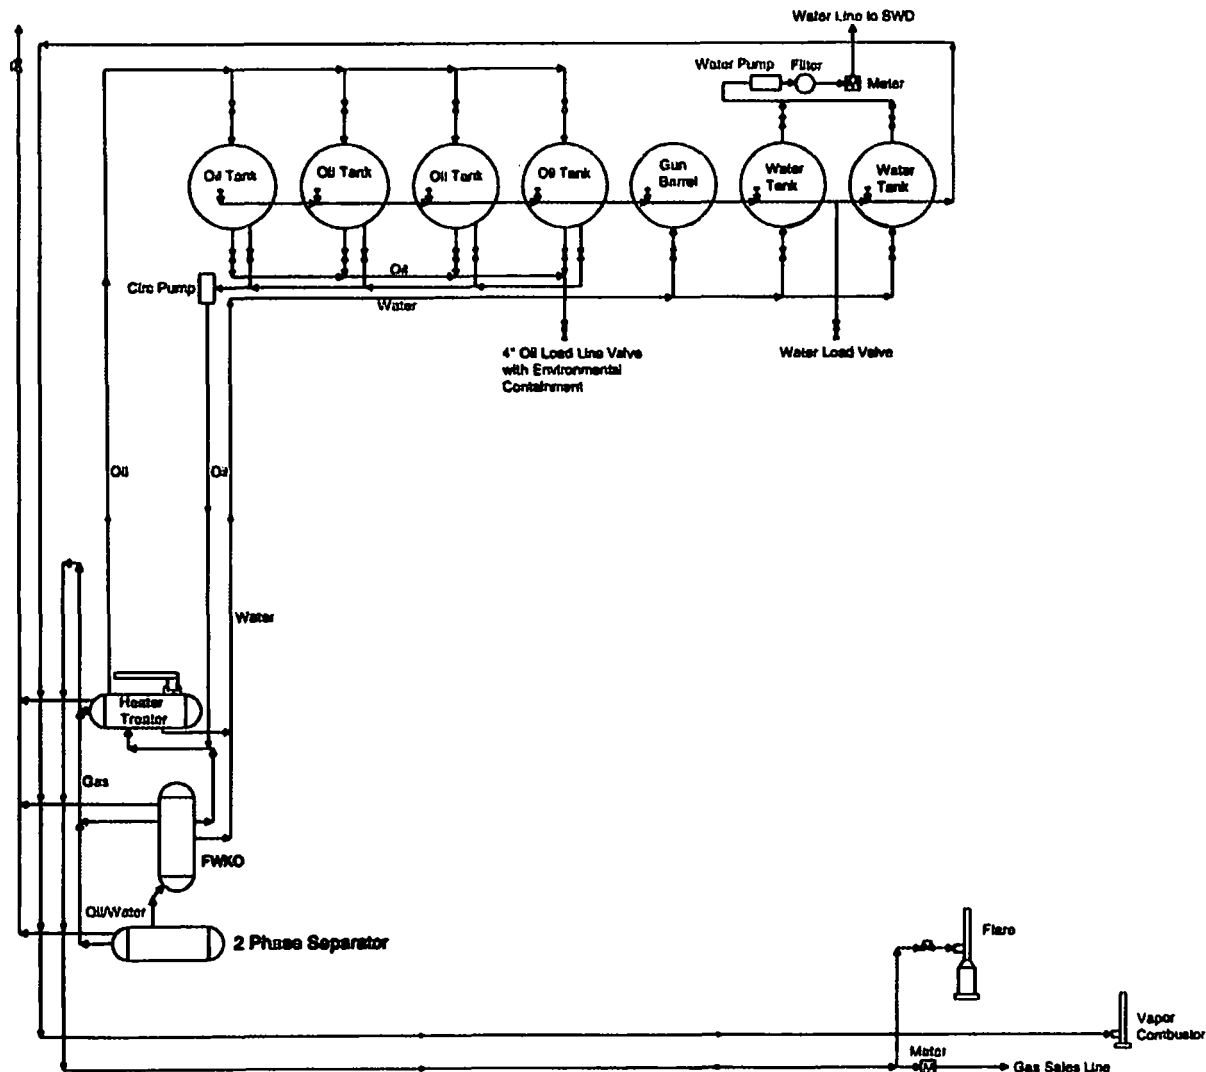 Water Line to SWD
Water Pump
Filter
Meter
Oil Tank
Oil Tank
Oil Tank
Oil Tank
Gun
Barrel
Water
Tank
Water
Tank
Oil
Circ Pump
Water
4" Oil Load Line Valve
with Environmental
Containment
Water Load Valve
Oil
Oil
Water
Heater
Treater
Gas
FWKO
Oil/Water
2 Phase Separator
Flare
Vapor
Combustor
Meter
M
Gas Sales Line